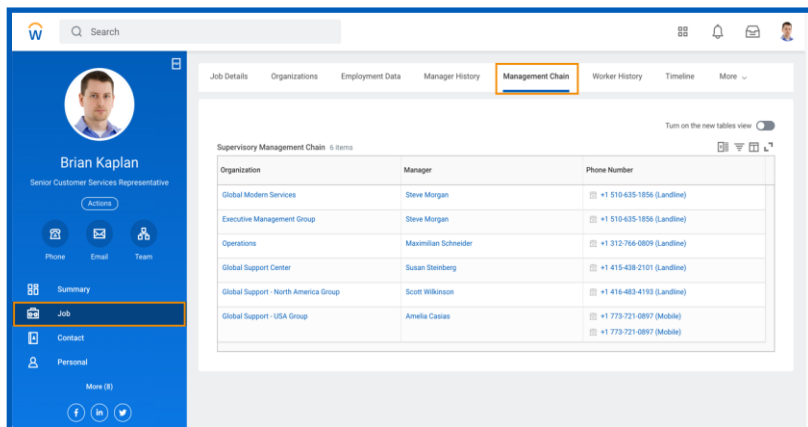 W
Search
Brian Kaplan
Senior Customer Services Representative
Actions
Phone Email Team
Summary
Job
Contact
Personal
More (8)
f in
Job Details Organizations Employment Data Manager History Management Chain Worker History Timeline More
Turn on the new tables view
Supervisory Management Chain 6 items
Organization Manager Phone Number
Global Modern Services Steve Morgan +1 510-635-1856 (Landline)
Executive Management Group Steve Morgan +1 510-635-1856 (Landline)
Operations Maximilian Schneider +1 312-766-0809 (Landline)
Global Support Center Susan Steinberg +1 415-438-2101 (Landline)
Global Support - North America Group Scott Wilkinson +1 416-483-4193 (Landline)
Global Support - USA Group Amelia Casias +1 773-721-0897 (Mobile)
+1 773-721-0897 (Mobile)